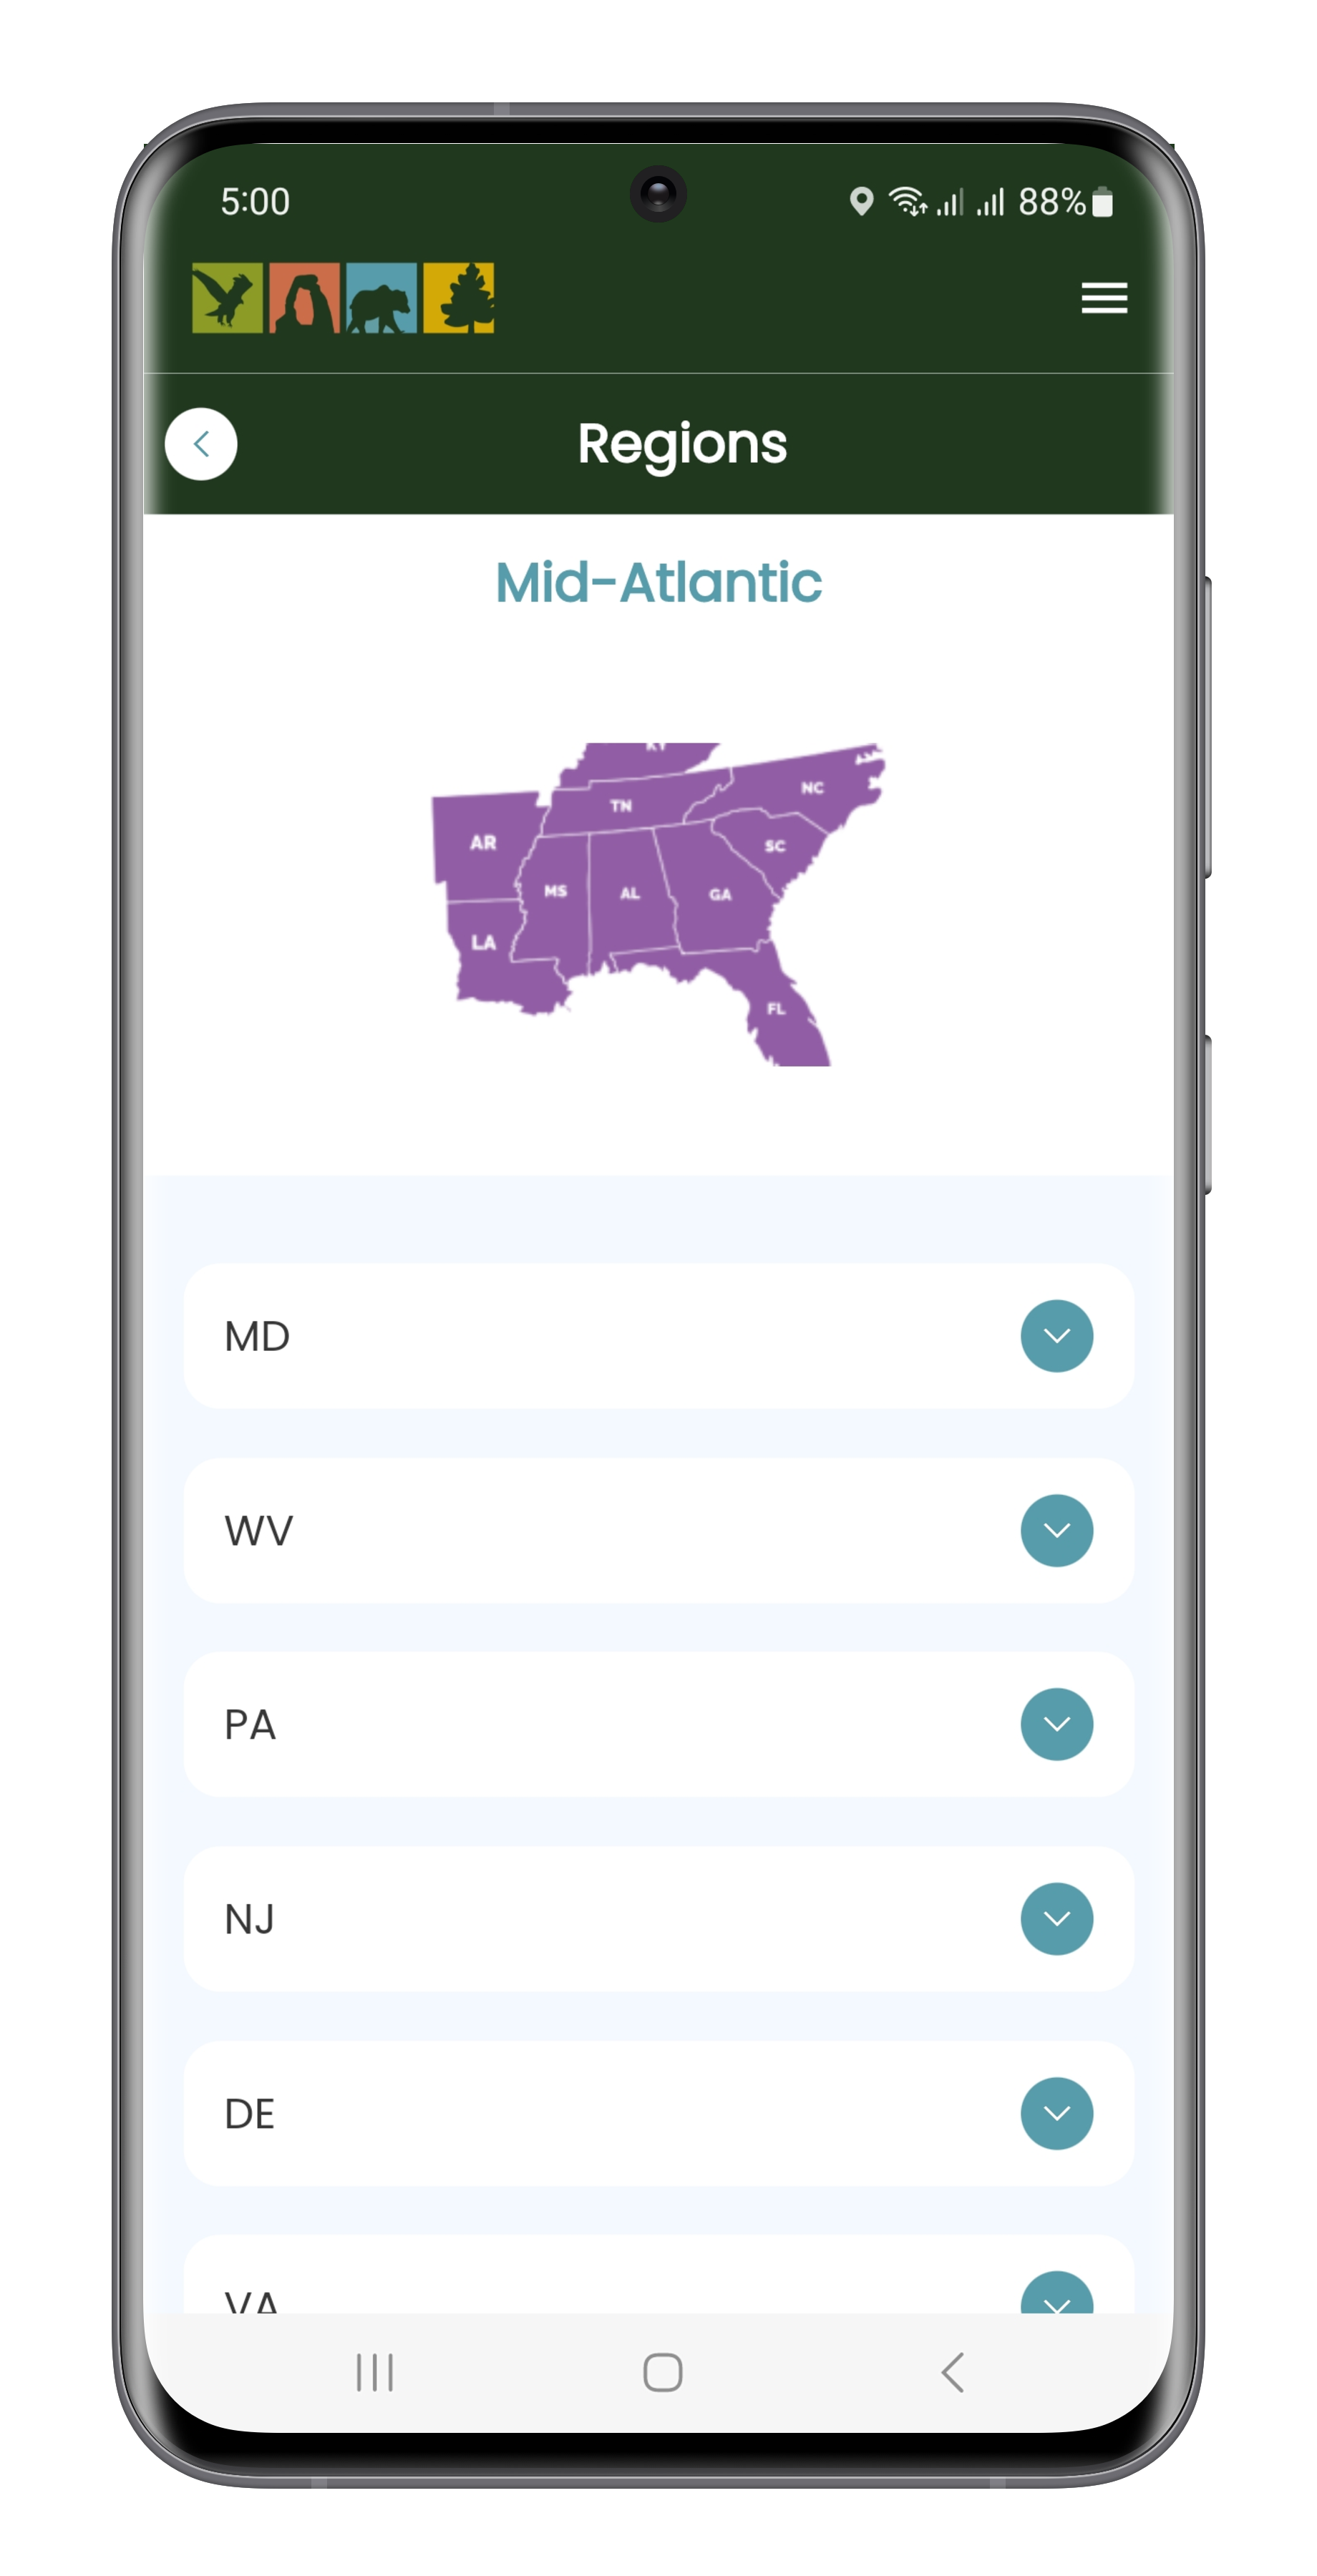 5:00 88%
Regions
Mid-Atlantic
KY
TN
NC
AR
SC
MS
AL
GA
LA
FL
MD
WV
PA
NJ
DE
VA